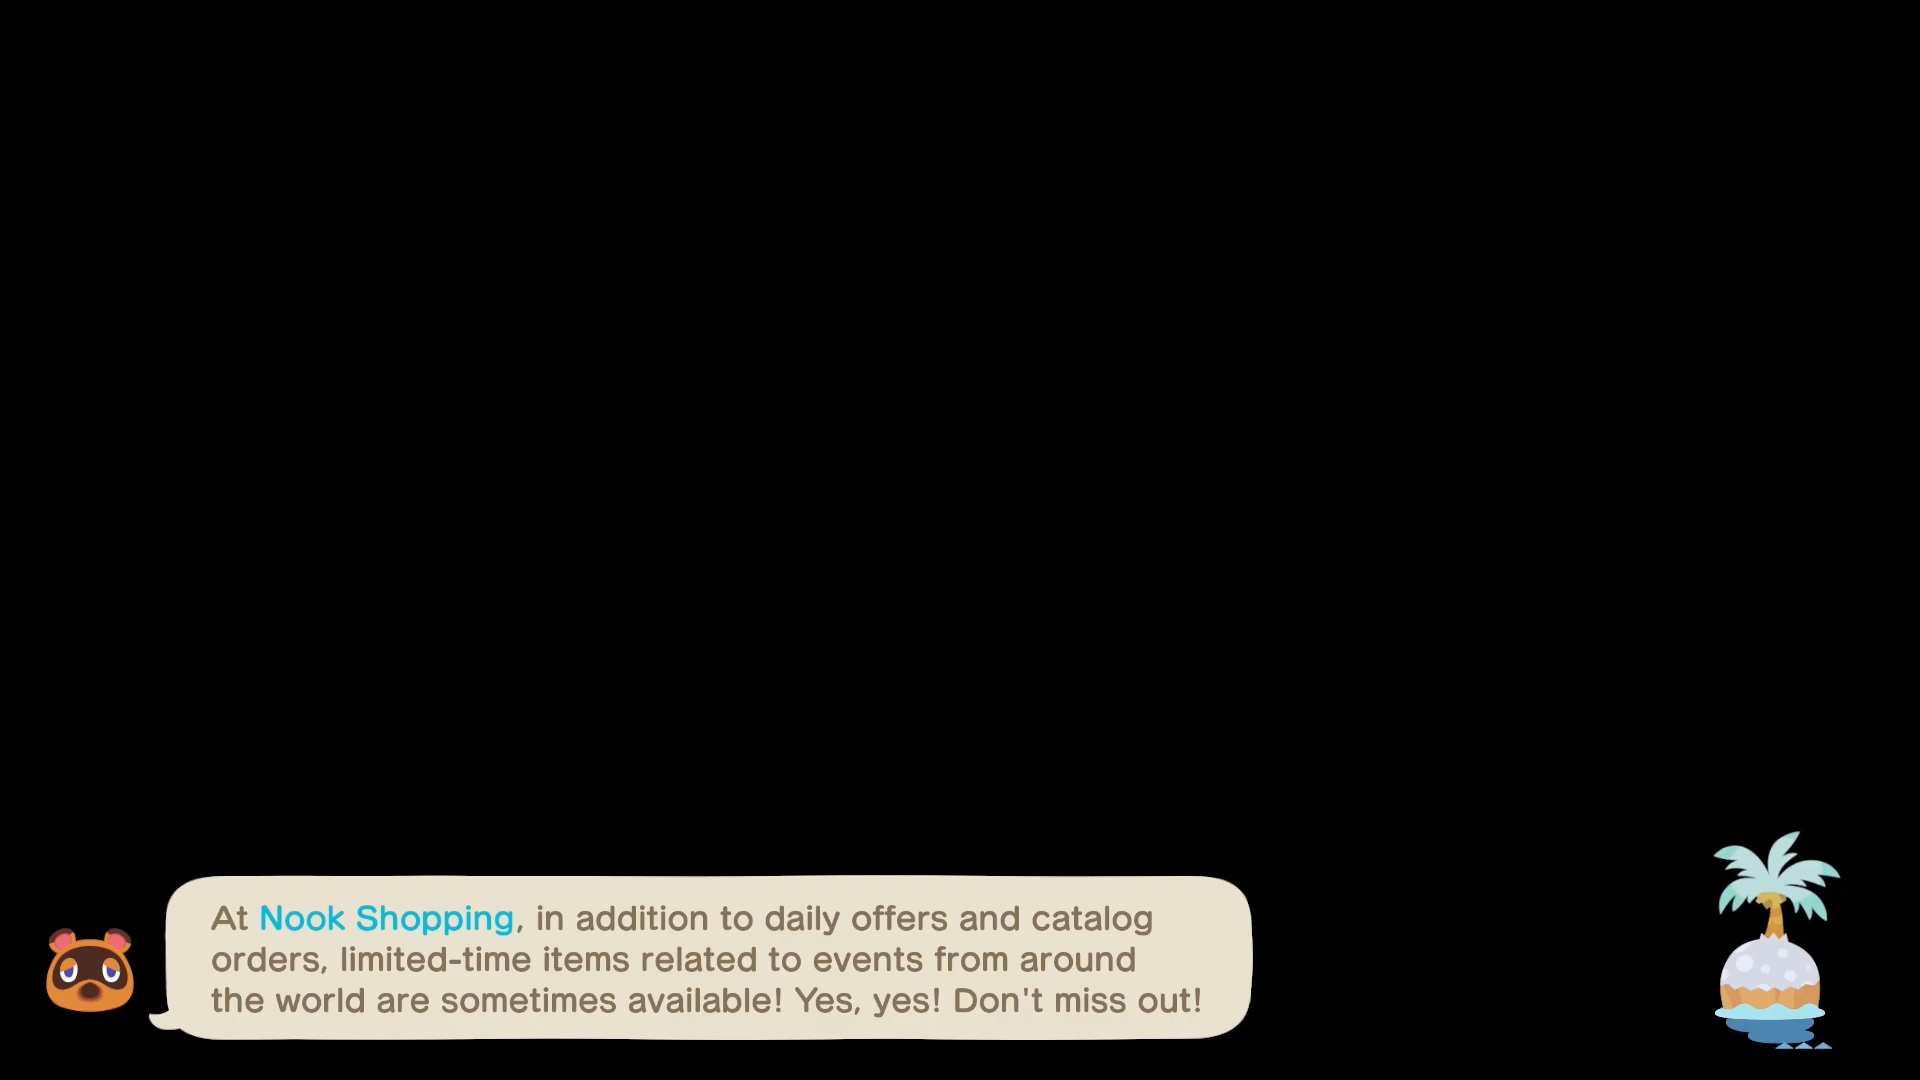 At Nook Shopping, in addition to daily offers and catalog
orders, limited-time items related to events from around
the world are sometimes available! Yes, yes! Don't miss out!